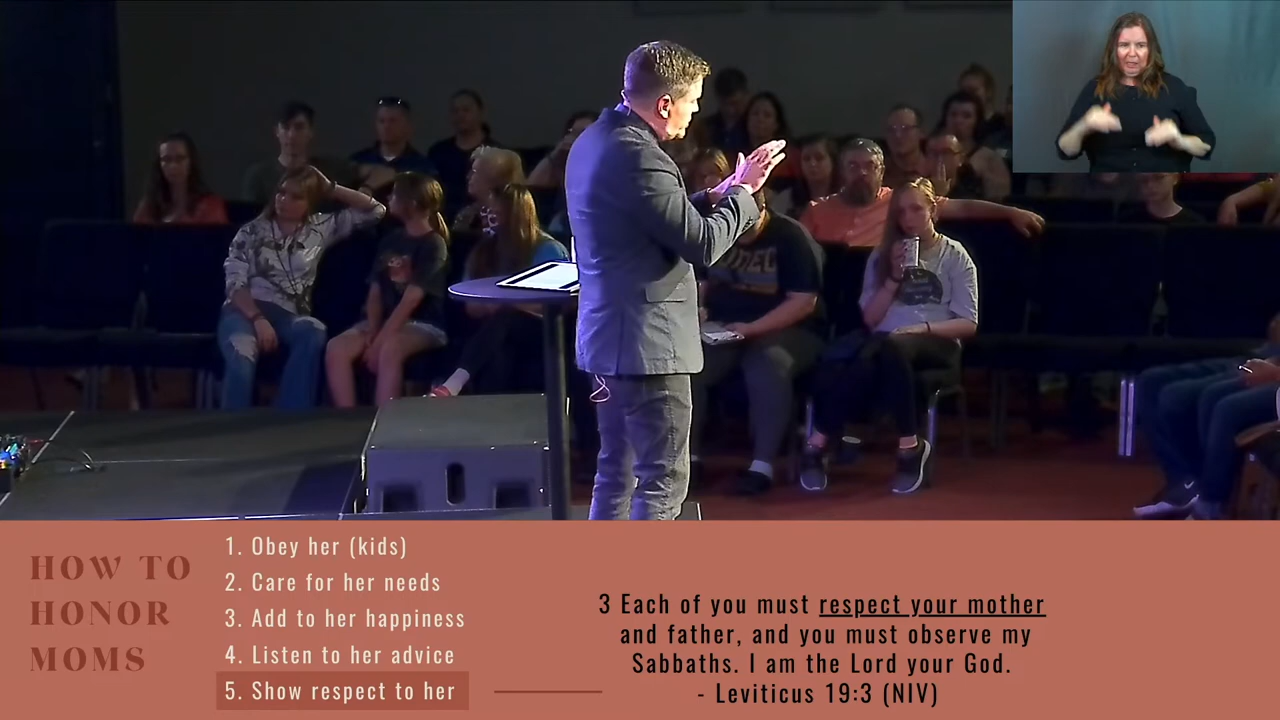 HOW TO
HONOR
MOMS
1. Obey her (kids)
2. Care for her needs
3. Add to her happiness
4. Listen to her advice
5. Show respect to her
3 Each of you must respect your mother
and father, and you must observe my
Sabbaths. I am the Lord your God.
- Leviticus 19:3 (NIV)